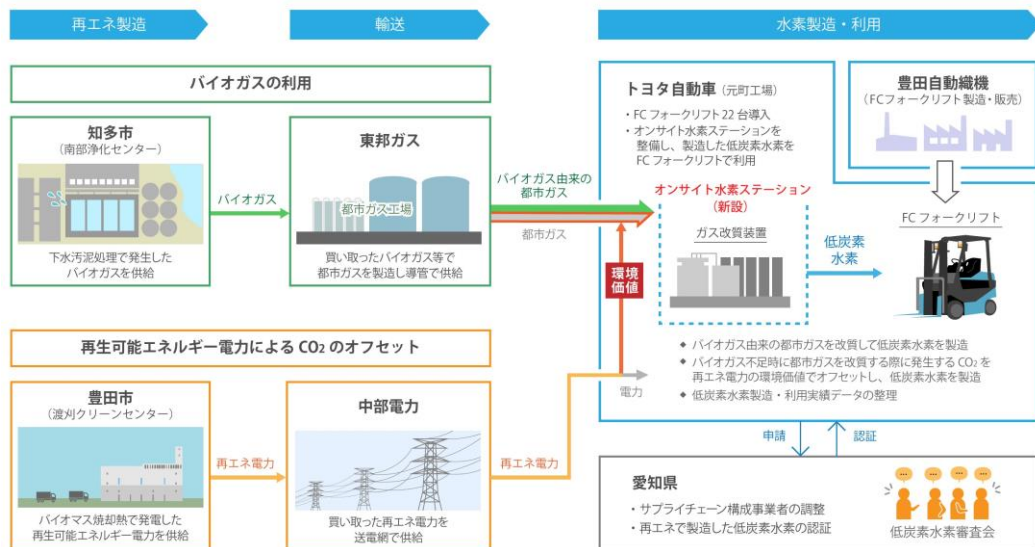 再エネ製造
輸送
水素製造・利用
バイオガスの利用
知多市
（南部浄化センター）
下水汚泥処理で発生した
バイオガスを供給
バイオガス
東邦ガス
都市ガス工場
買い取ったバイオガス等で
都市ガスを製造し導管で供給
バイオガス由来の
都市ガス
都市ガス
環境
価値
トヨタ自動車（元町工場）
・FCフォークリフト22台導入
・オンサイト水素ステーションを
整備し、製造した低炭素水素を
FCフォークリフトで利用
オンサイト水素ステーション
（新設）
ガス改質装置
低炭素
水素
豊田自動織機
（FCフォークリフト製造・販売）
FCフォークリフト
◆ バイオガス由来の都市ガスを改質して低炭素水素を製造
◆ バイオガス不足時に都市ガスを改質する際に発生するCO₂を
再エネ電力の環境価値でオフセットし、低炭素水素を製造
◆ 低炭素水素製造・利用実績データの整理
再生可能エネルギー電力によるCO₂のオフセット
豊田市
（渡刈クリーンセンター）
バイオマス焼却熱で発電した
再生可能エネルギー電力を供給
再エネ電力
中部電力
買い取った再エネ電力を
送電網で供給
再エネ電力
電力
申請
認証
愛知県
・サプライチェーン構成事業者の調整
・再エネで製造した低炭素水素の認証
低炭素水素審査会